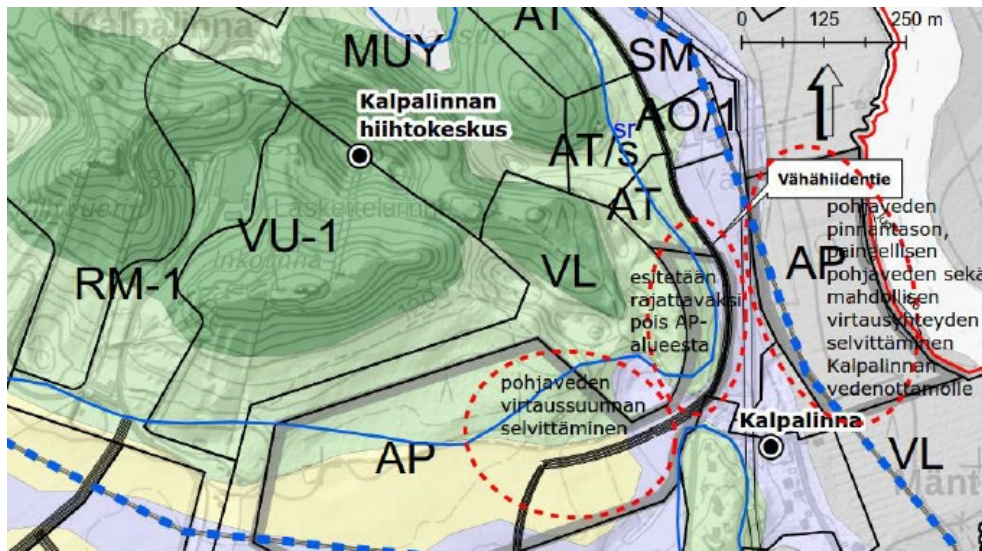 Kalpalinna
MUY
AT
SM
0 125 250 m
Kalpalinnan
hiihtokeskus
sr
AO/1
AT/s
AT
Vähähiidentie
VU-1
RM-1
VL
AP
esitetään
rajattavaksi
pois AP-
alueesta
pohjaveden
pinnantason,
paineellisen
pohjaveden sekä
mahdollisen
virtausyhteyden
selvittäminen
Kalpalinnan
vedenottamolle
pohjaveden
virtaussuunnan
selvittäminen
AP
Kalpalinna
VL